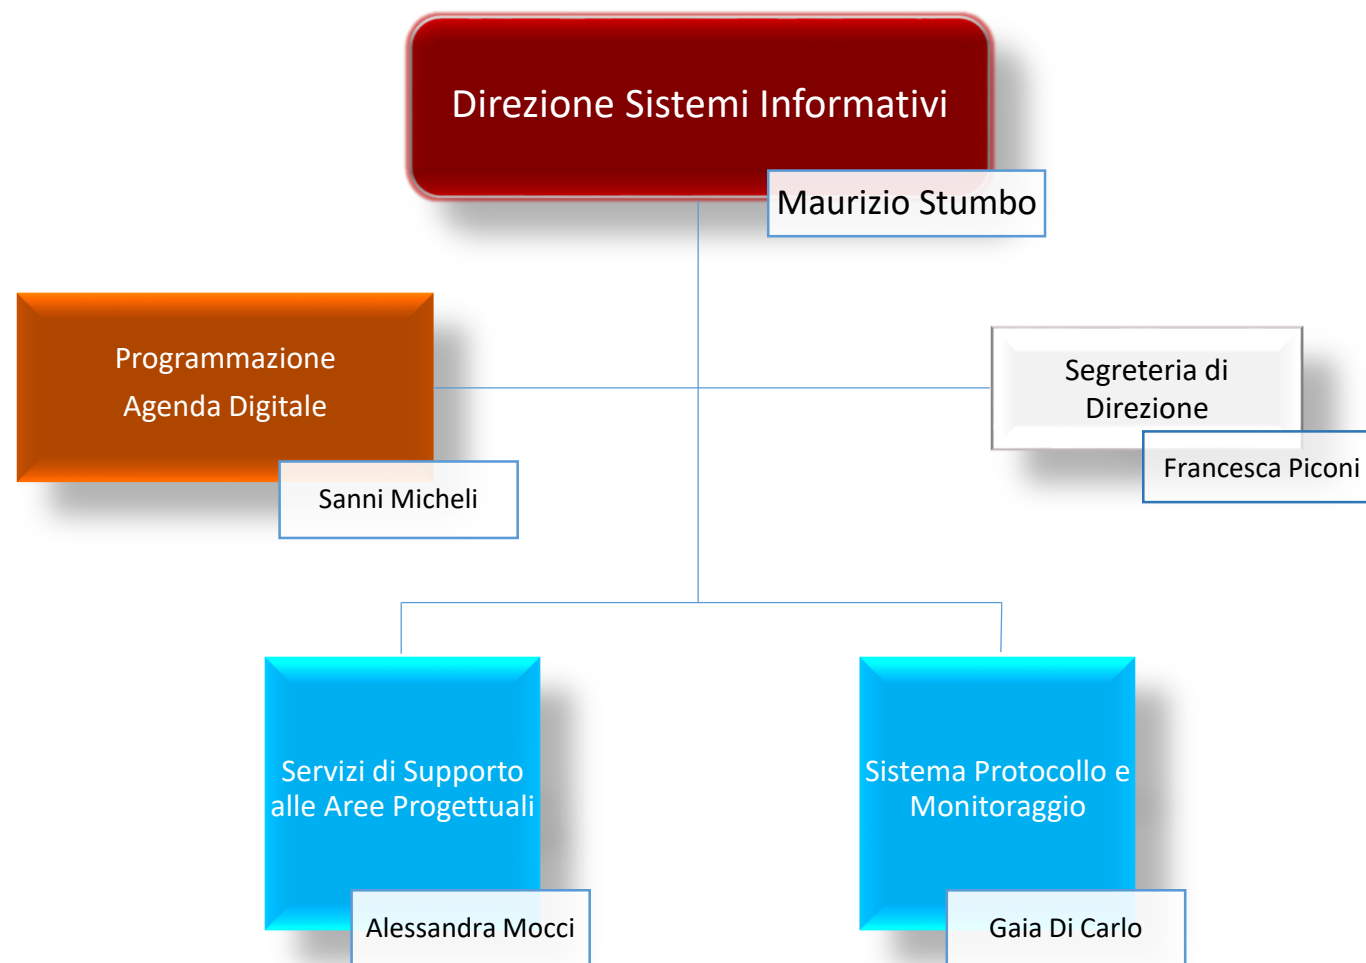 Direzione Sistemi Informativi
Maurizio Stumbo
Programmazione
Agenda Digitale
Sanni Micheli
Segreteria di
Direzione
Francesca Piconi
Servizi di Supporto
alle Aree Progettuali
Alessandra Mocci
Sistema Protocollo e
Monitoraggio
Gaia Di Carlo